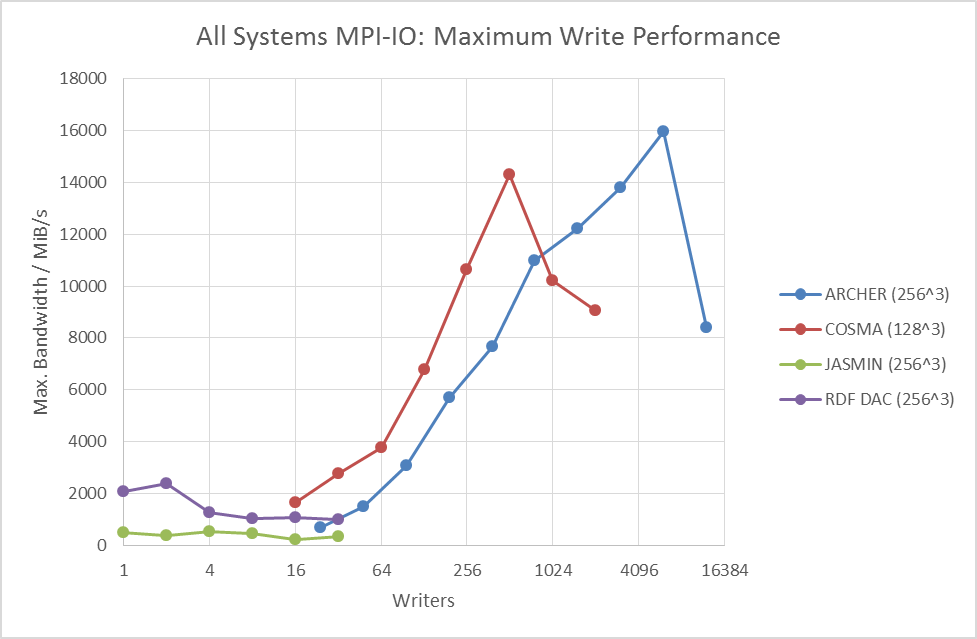 All Systems MPI-IO: Maximum Write Performance
18000
16000
14000
12000
10000
8000
6000
4000
2000
0
Max. Bandwidth / MiB/s
1 4 16 64 256 1024 4096 16384
Writers
ARCHER (256^3)
COSMA (128^3)
JASMIN (256^3)
RDF DAC (256^3)